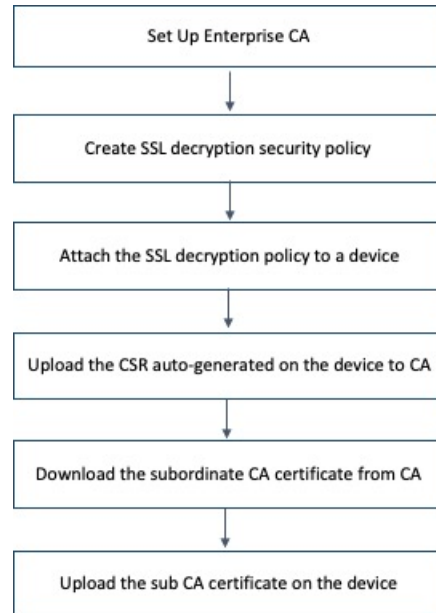 Set Up Enterprise CA
Create SSL decryption security policy
Attach the SSL decryption policy to a device
Upload the CSR auto-generated on the device to CA
Download the subordinate CA certificate from CA
Upload the sub CA certificate on the device